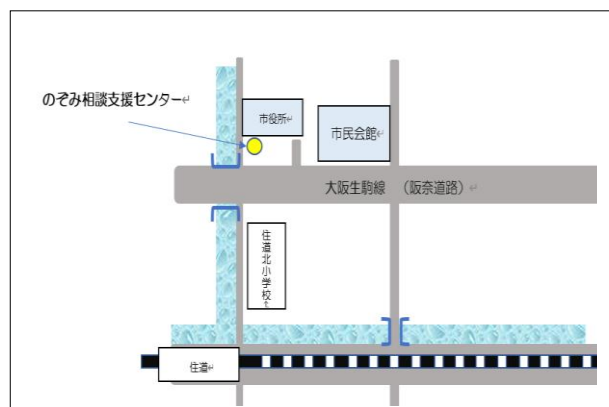 のぞみ相談支援センター
市役所
市民会館
大阪生駒線 (阪奈道路)
住道北小学校
住道